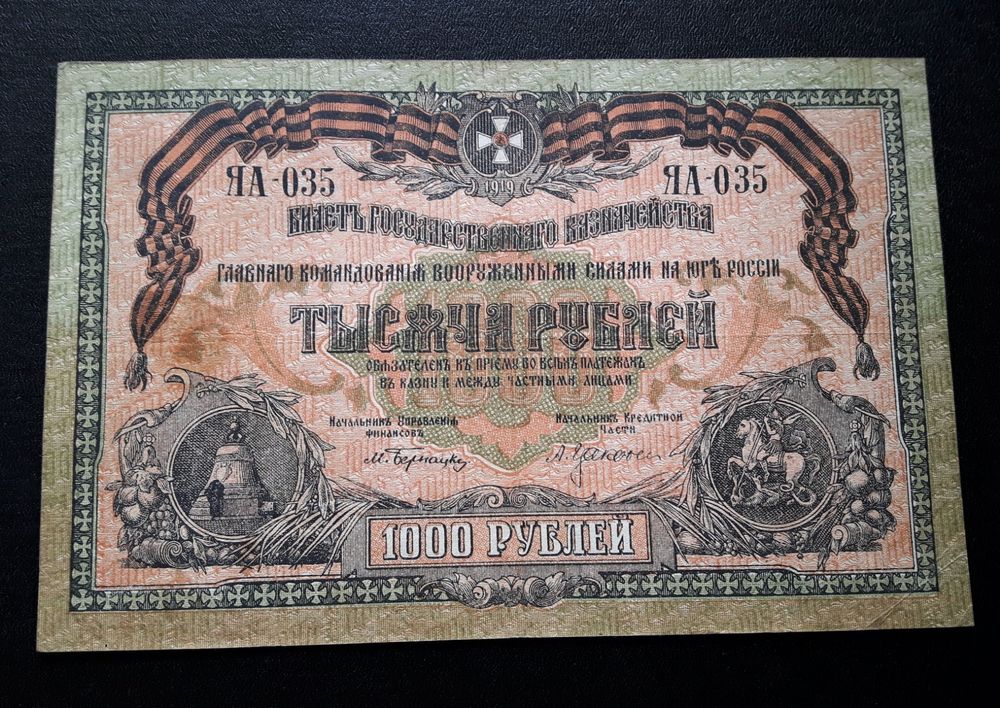 1919
ЯА-035 ЯА-035
БИЛЕТЪ ГОСУДАРСТВЕННАГО КАЗНАЧЕЙСТВА
ГЛАВНАГО КОМАНДОВАНІЯ ВООРУЖЕННЫМИ СИЛАМИ НА ЮГѢ РОССІИ
ТЫСЯЧА РУБЛЕЙ
ОБЯЗАТЕЛЕНЪ КЪ ПРІЕМУ ВО ВСѢХЪ ПЛАТЕЖАХЪ
ВЪ КАЗНУ И МЕЖДУ ЧАСТНЫМИ ЛИЦАМИ
НАЧАЛЬНИКЪ УПРАВЛЕНІЯ
ФИНАНСОВЪ
НАЧАЛЬНИКЪ КРЕДИТНОЙ
ЧАСТИ
М. Бернацкій
1000 РУБЛЕЙ